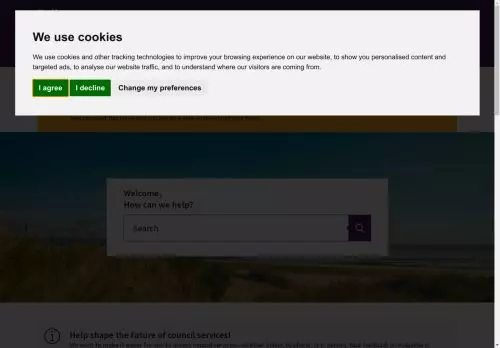 We use cookies
We use cookies and other tracking technologies to improve your browsing experience on our website, to show you personalised content and
targeted ads, to analyse our website traffic, and to understand where our visitors are coming from.
I agree
I decline
Change my preferences
Welcome,
How can we help?
Search
Help shape the future of council services!